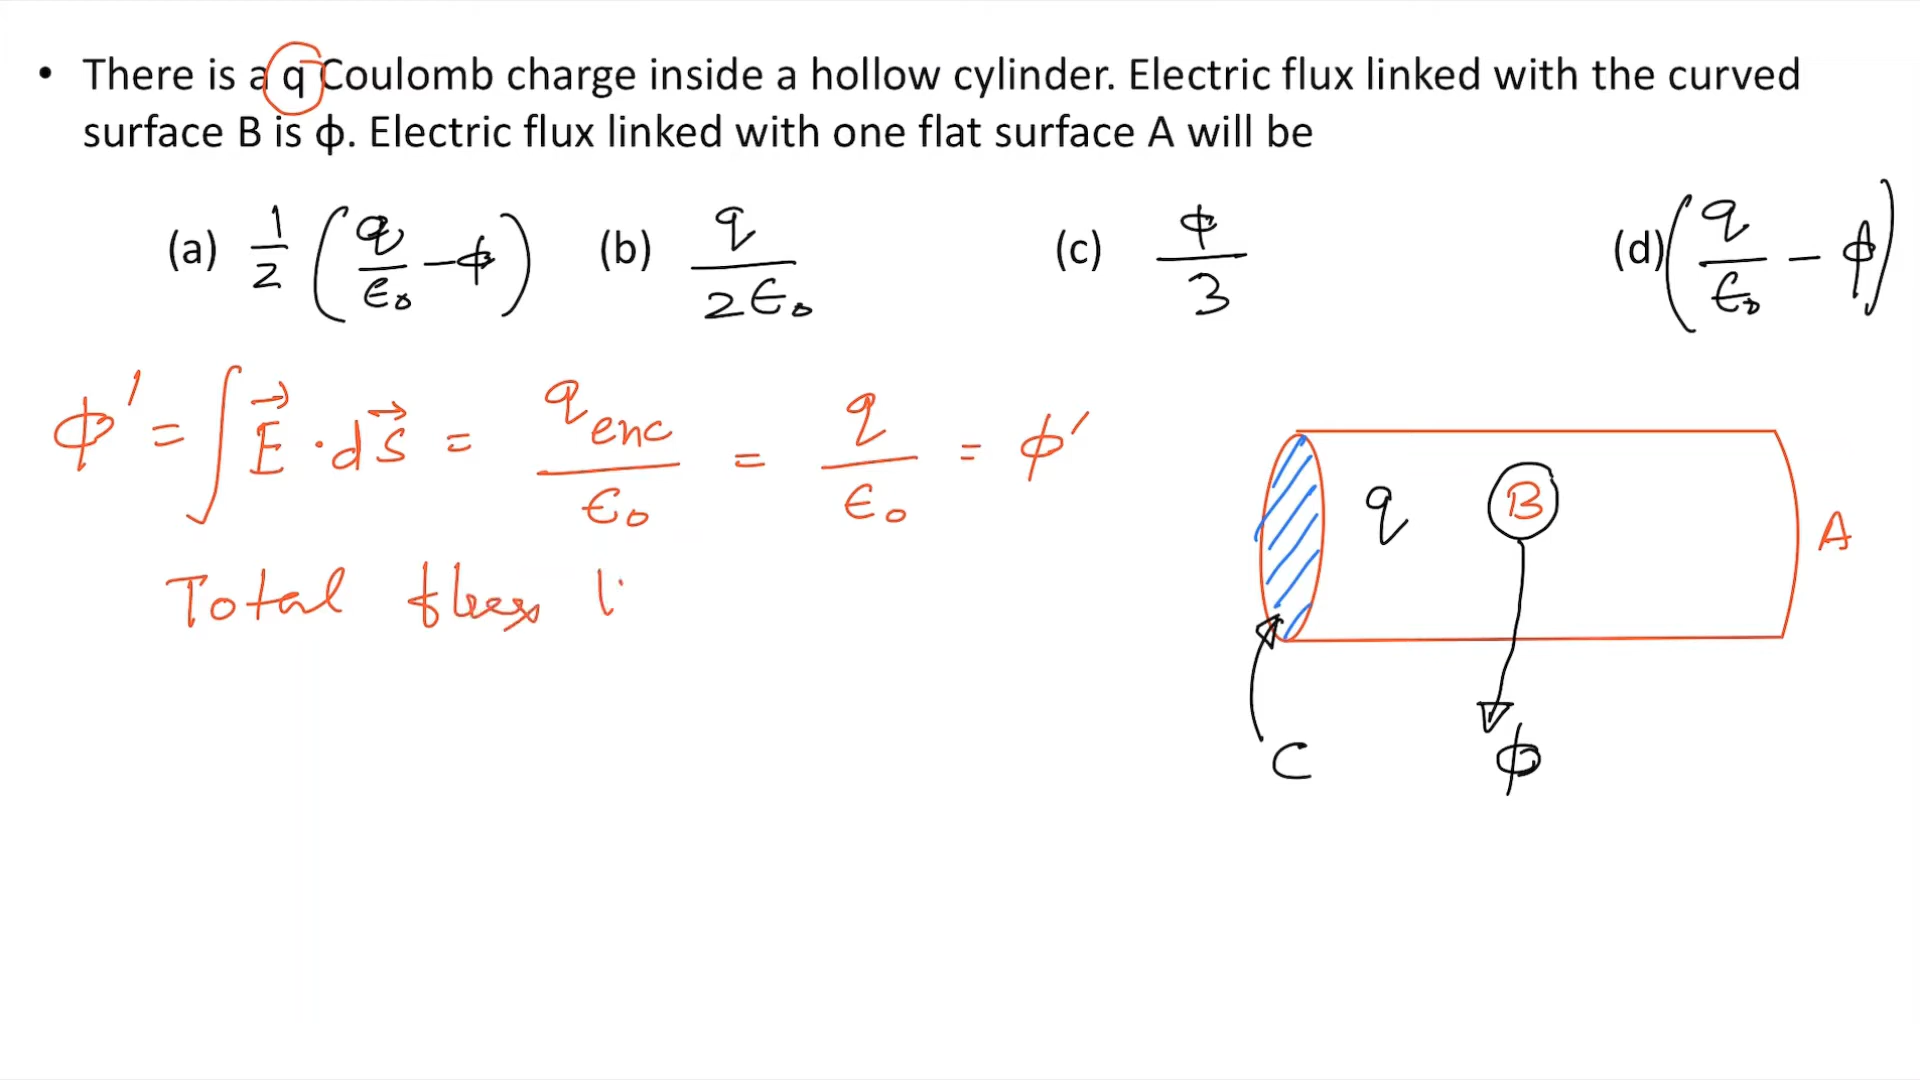 • There is a q Coulomb charge inside a hollow cylinder. Electric flux linked with the curved
surface B is ϕ. Electric flux linked with one flat surface A will be
(a) 1/2 (q/ϵ₀ − ϕ) (b) q/2ϵ₀ (c) ϕ/3 (d) (q/ϵ₀ − ϕ)
ϕ' = ∫ E⃗ · dS⃗ = q enc/ϵ₀ = q/ϵ₀ = ϕ'
Total flux l
q B A
C ϕ